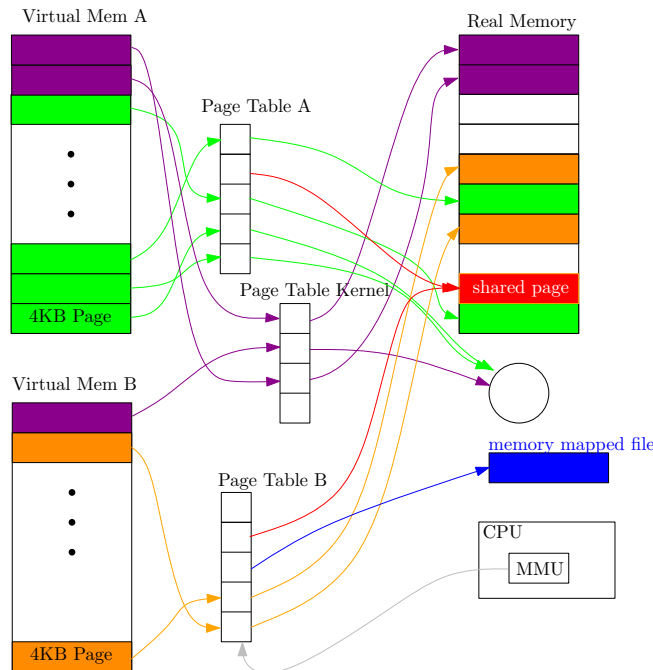 Virtual Mem A
Real Memory
Page Table A
Page Table Kernel
shared page
4KB Page
Virtual Mem B
memory mapped file
Page Table B
CPU
MMU
4KB Page